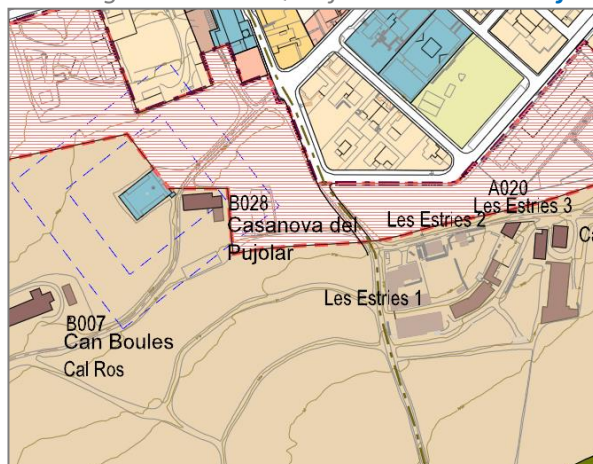 A020
B028
Les Estries 3
Les Estries 2
Casanova del
Pujolar
Les Estries 1
B007
Can Boules
Cal Ros